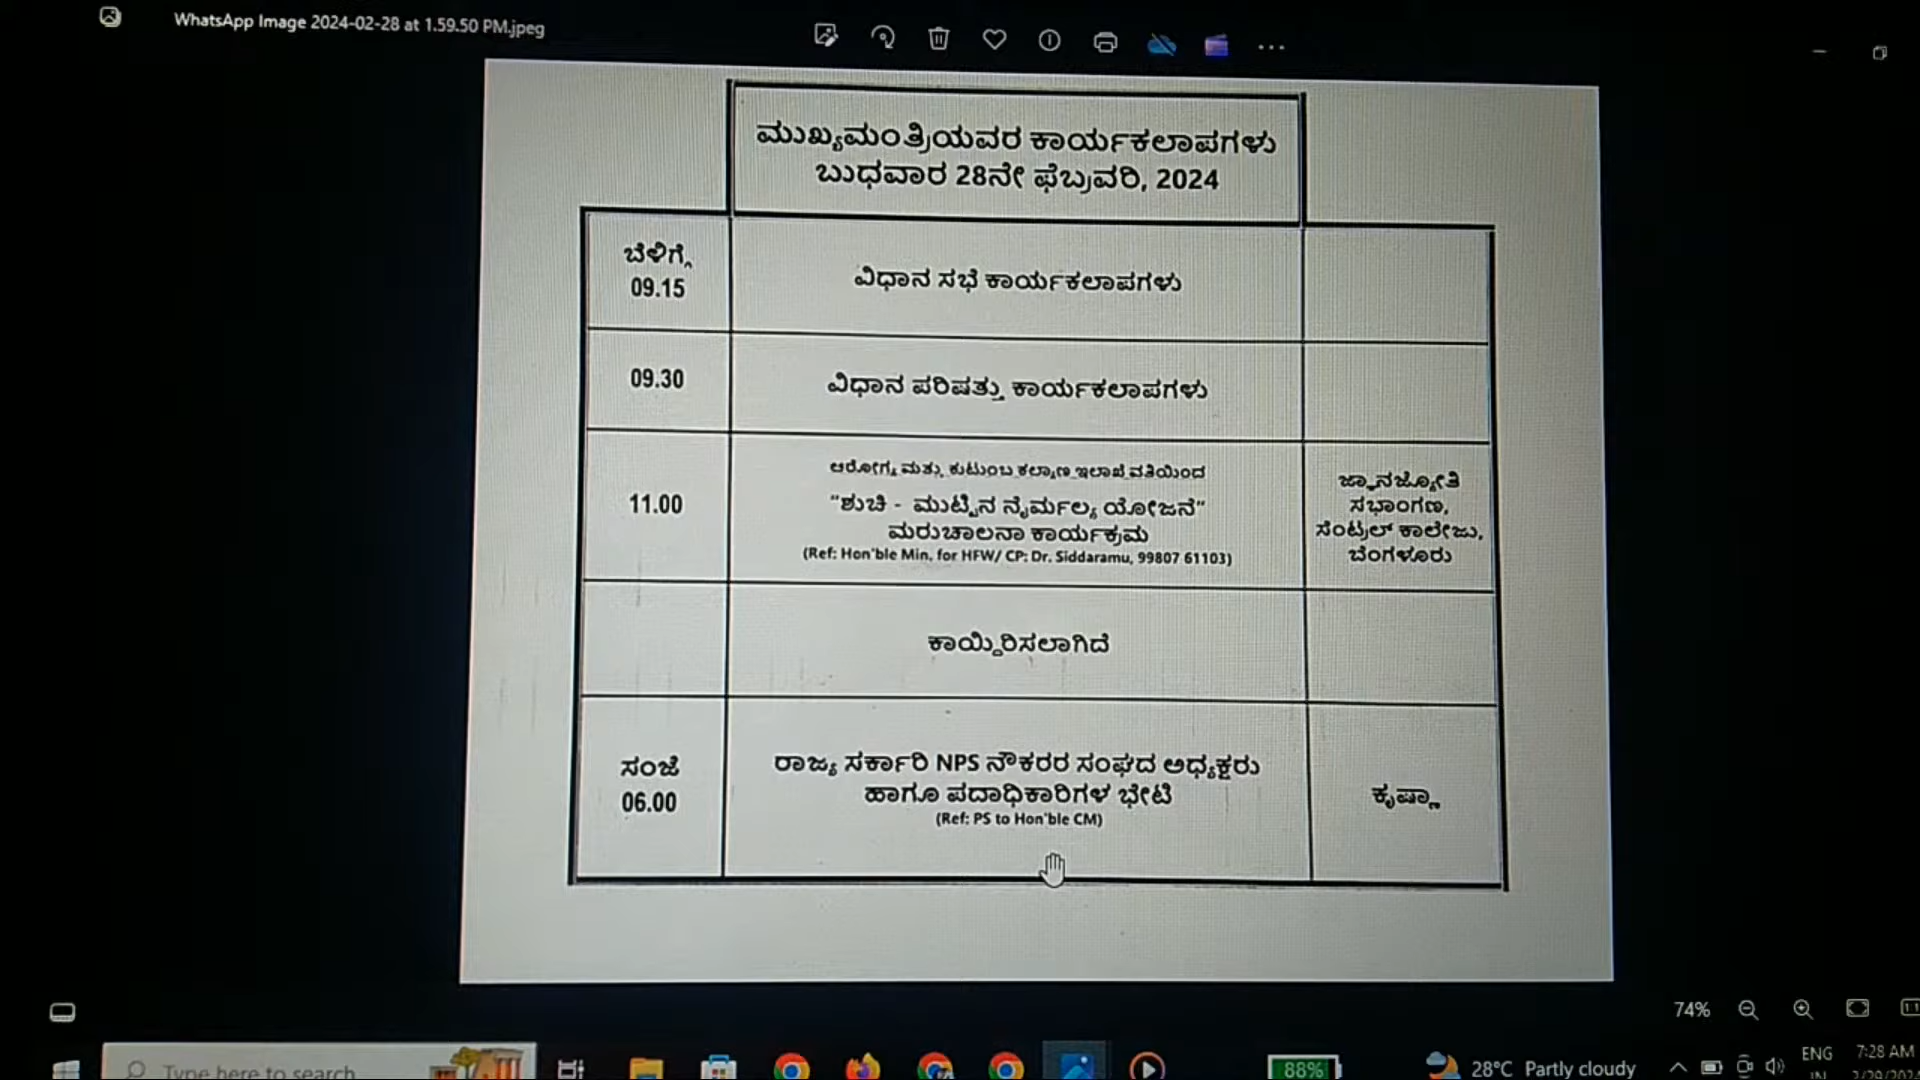 WhatsApp Image 2024-02-28 at 1.59.50 PM.jpeg
ಮುಖ್ಯಮಂತ್ರಿಯವರ ಕಾರ್ಯಕಲಾಪಗಳು
ಬುಧವಾರ 28ನೇ ಫೆಬ್ರವರಿ, 2024
ಬೆಳಿಗ್ಗೆ
09.15
ವಿಧಾನ ಸಭೆ ಕಾರ್ಯಕಲಾಪಗಳು
09.30
ವಿಧಾನ ಪರಿಷತ್ತು ಕಾರ್ಯಕಲಾಪಗಳು
11.00
ಆರೋಗ್ಯ ಮತ್ತು ಕುಟುಂಬ ಕಲ್ಯಾಣ ಇಲಾಖೆ ವತಿಯಿಂದ
"ಶುಚಿ - ಮುಟ್ಟಿನ ನೈರ್ಮಲ್ಯ ಯೋಜನೆ"
ಮರುಚಾಲನಾ ಕಾರ್ಯಕ್ರಮ
(Ref: Hon'ble Min. for HFW/ CP: Dr. Siddaramu, 99807 61103)
ಜ್ಞಾನಜ್ಯೋತಿ
ಸಭಾಂಗಣ,
ಸೆಂಟ್ರಲ್ ಕಾಲೇಜು,
ಬೆಂಗಳೂರು
ಕಾಯ್ದಿರಿಸಲಾಗಿದೆ
ಸಂಜೆ
06.00
ರಾಜ್ಯ ಸರ್ಕಾರಿ NPS ನೌಕರರ ಸಂಘದ ಅಧ್ಯಕ್ಷರು
ಹಾಗೂ ಪದಾಧಿಕಾರಿಗಳ ಭೇಟಿ
(Ref: PS to Hon'ble CM)
ಕೃಷ್ಣಾ
74%
Type here to search
88%
28°C Partly cloudy
ENG
7:28 AM